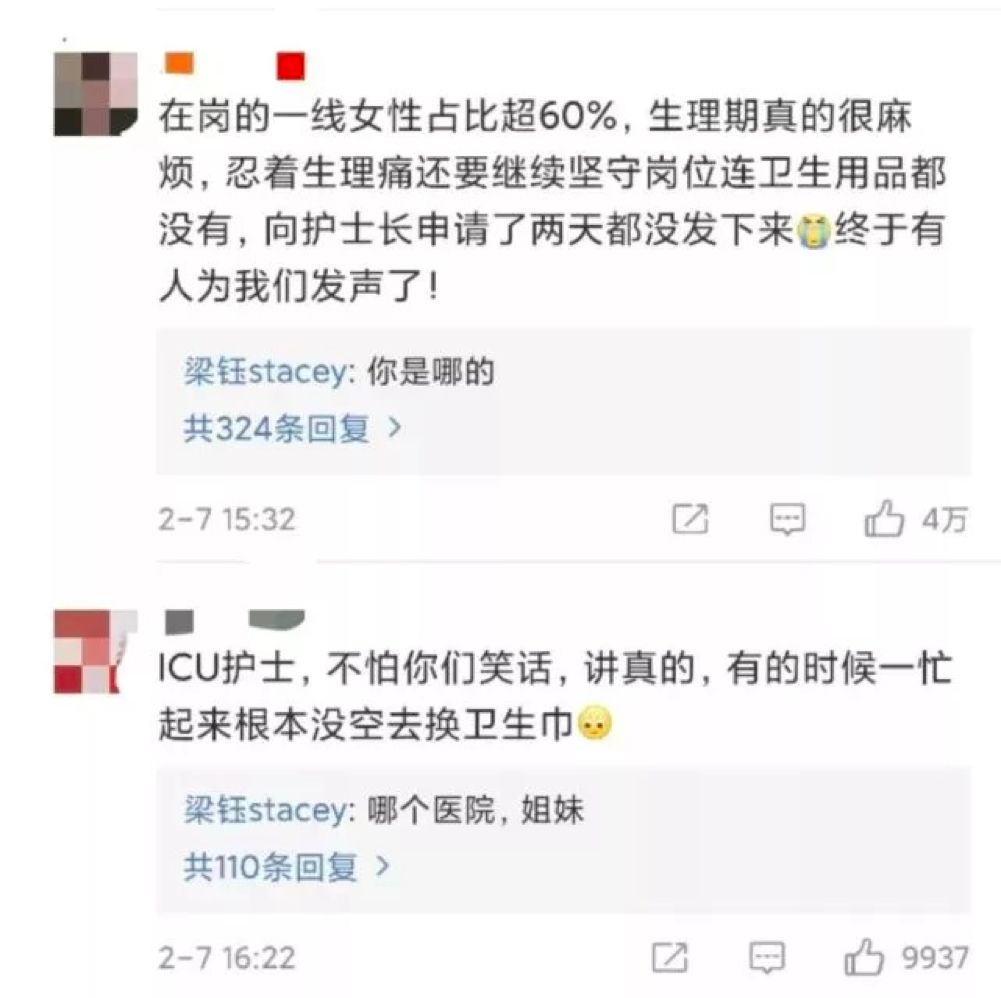 在岗的一线女性占比超60%，生理期真的很麻
烦，忍着生理痛还要继续坚守岗位连卫生用品都
没有，向护士长申请了两天都没发下来😭终于有
人为我们发声了！
梁钰stacey: 你是哪的
共324条回复 >
2-7 15:32
4万
ICU护士，不怕你们笑话，讲真的，有的时候一忙
起来根本没空去换卫生巾
梁钰stacey: 哪个医院，姐妹
共110条回复 >
2-7 16:22
9937